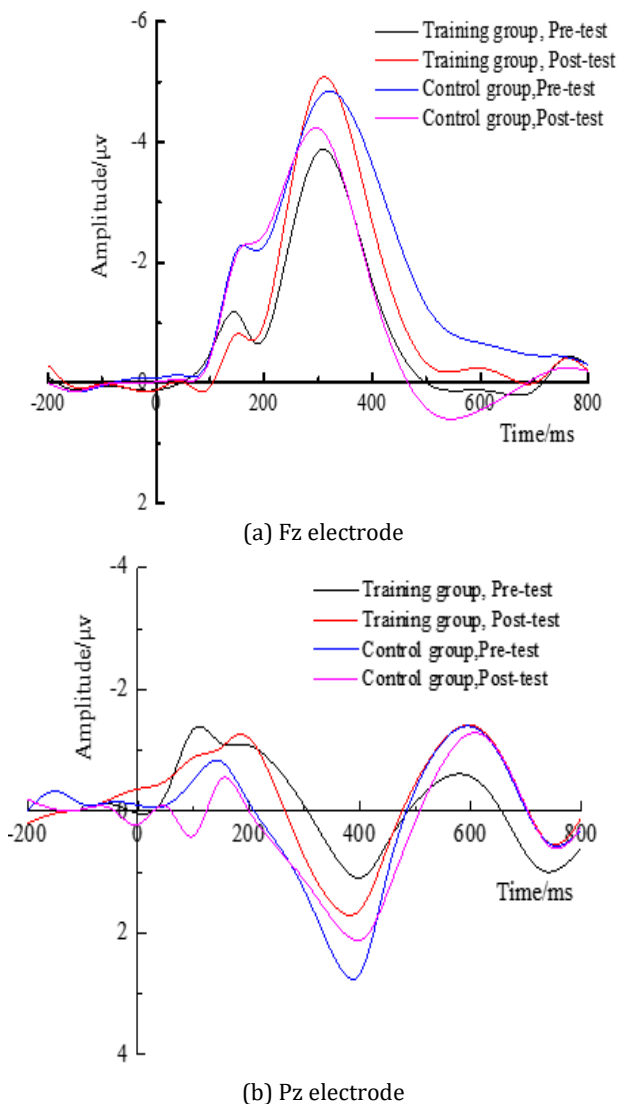 -6
Training group, Pre-test
Training group, Post-test
Control group,Pre-test
Control group,Post-test
-4
Amplitude/μv
-2
0
-200 0 200 400 600 800
Time/ms
2
(a) Fz electrode
-4
Training group, Pre-test
Training group, Post-test
Control group,Pre-test
Control group,Post-test
-2
Amplitude/μv
0
-200 0 200 400 600 800
Time/ms
2
4
(b) Pz electrode